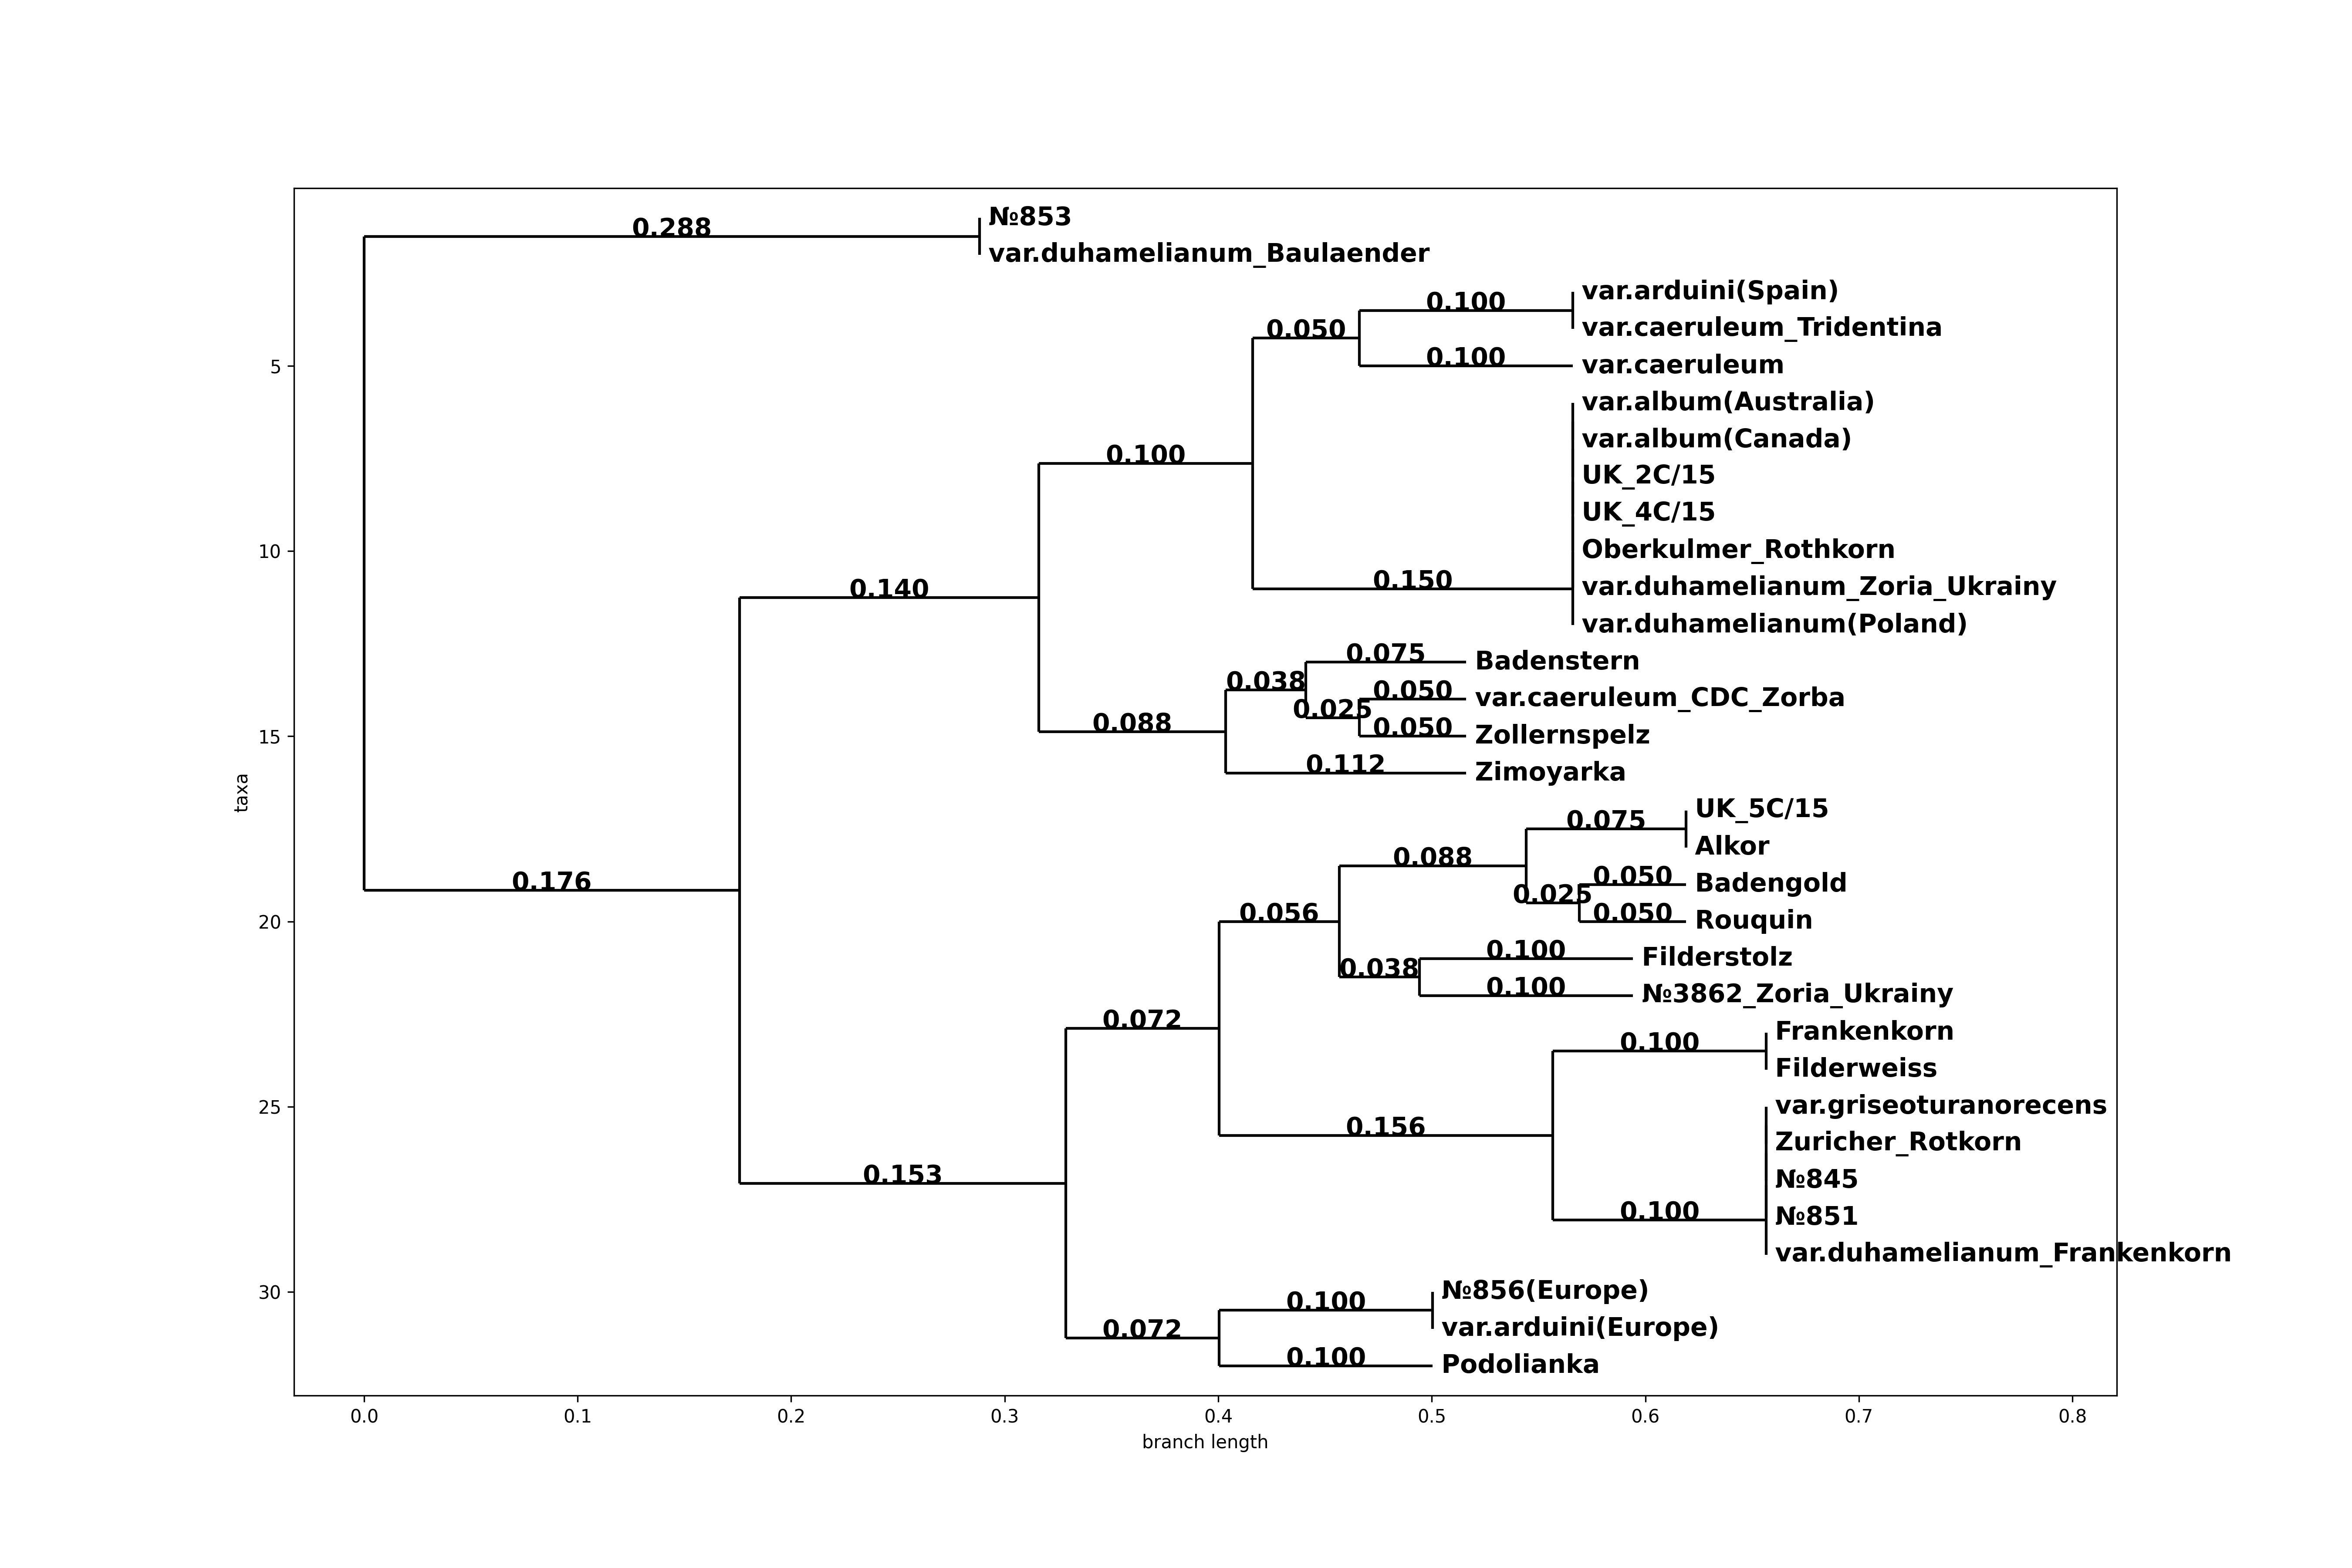 №853
0.288
var.duhamelianum_Baulaender
var.arduini(Spain)
0.100
var.caeruleum_Tridentina
0.050
var.caeruleum
0.100
5
var.album(Australia)
var.album(Canada)
0.100
UK_2C/15
UK_4C/15
Oberkulmer_Rothkorn
10
var.duhamelianum_Zoria_Ukrainy
0.150
0.140
var.duhamelianum(Poland)
Badenstern
0.075
0.038
var.caeruleum_CDC_Zorba
0.050
0.025
0.088
Zollernspelz
0.050
15
Zimoyarka
0.112
taxa
UK_5C/15
0.075
Alkor
0.088
Badengold
0.050
0.176
0.025
Rouquin
0.050
0.056
20
Filderstolz
0.100
0.038
№3862_Zoria_Ukrainy
0.100
0.072
Frankenkorn
0.100
Filderweiss
var.griseoturanorecens
25
0.156
Zuricher_Rotkorn
0.153
№845
0.100
№851
var.duhamelianum_Frankenkorn
№856(Europe)
30
0.100
var.arduini(Europe)
0.072
Podolianka
0.100
0.0 0.1 0.2 0.3 0.4 0.5 0.6 0.7 0.8
branch length